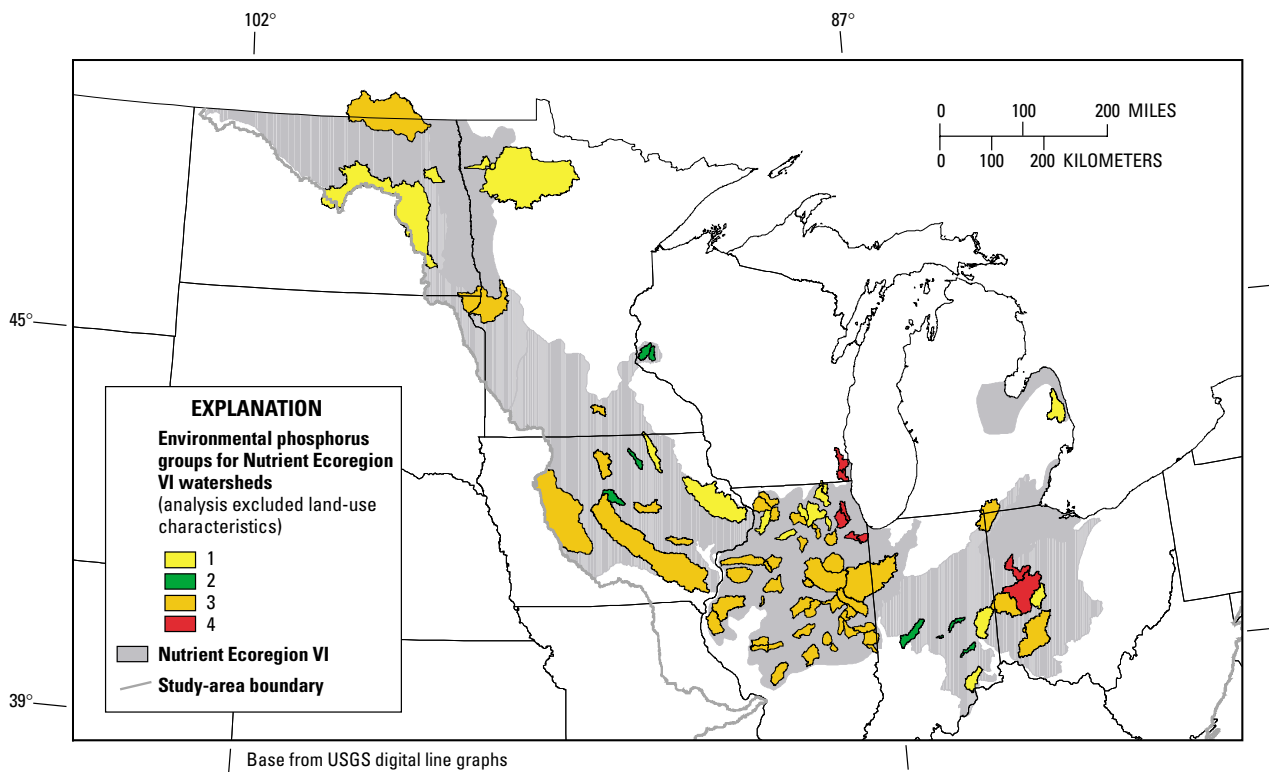 102°
87°
0 100 200 MILES
0 100 200 KILOMETERS
45°
EXPLANATION
Environmental phosphorus
groups for Nutrient Ecoregion
VI watersheds
(analysis excluded land-use
characteristics)
1
2
3
4
Nutrient Ecoregion VI
Study-area boundary
39°
Base from USGS digital line graphs